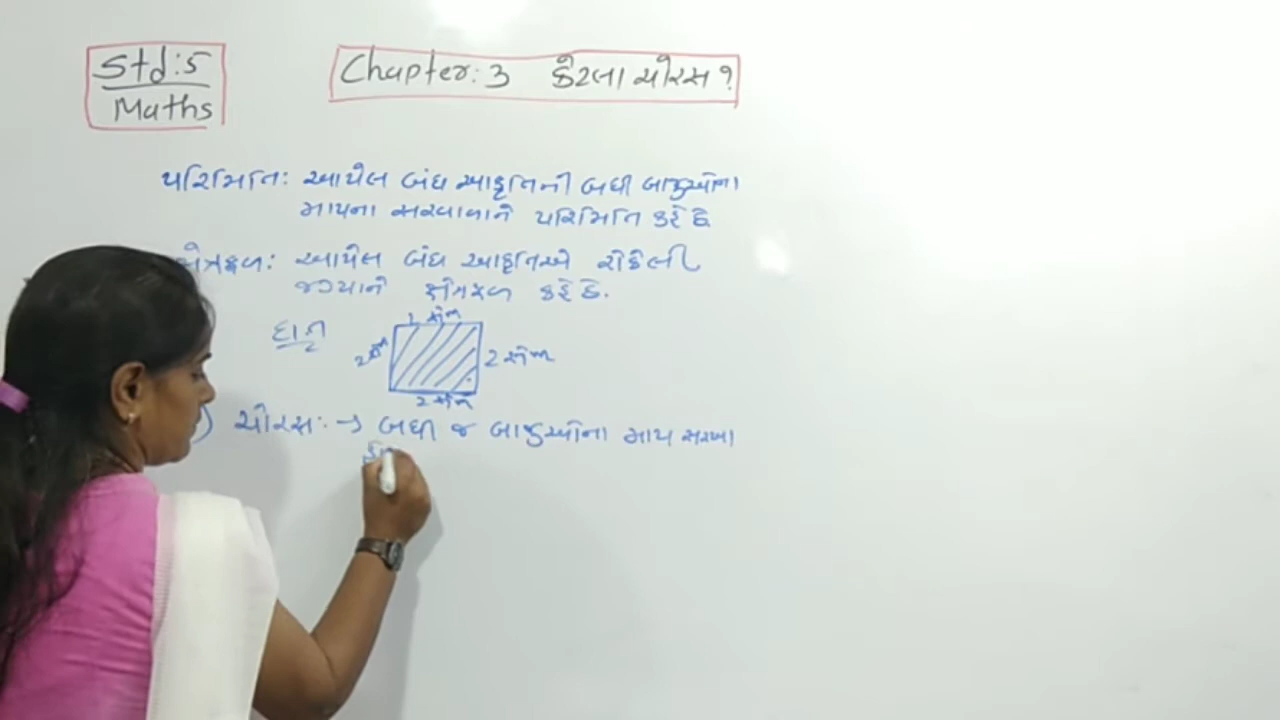 Std:5
Maths
Chapter: 3 કેટલા ચોરસ ?
પરિમિતિ: આપેલ બંધ આકૃતિની બધી બાજુઓના
માપના સરવાળાને પરિમિતિ કહે છે
ક્ષેત્રફળ: આપેલ બંધ આકૃતિએ રોકેલી
જગ્યાને ક્ષેત્રફળ કહે છે.
2 સેમી
2 સેમી
2 સેમી
) ચોરસ: → બધી જ બાજુઓના માપ સરખા